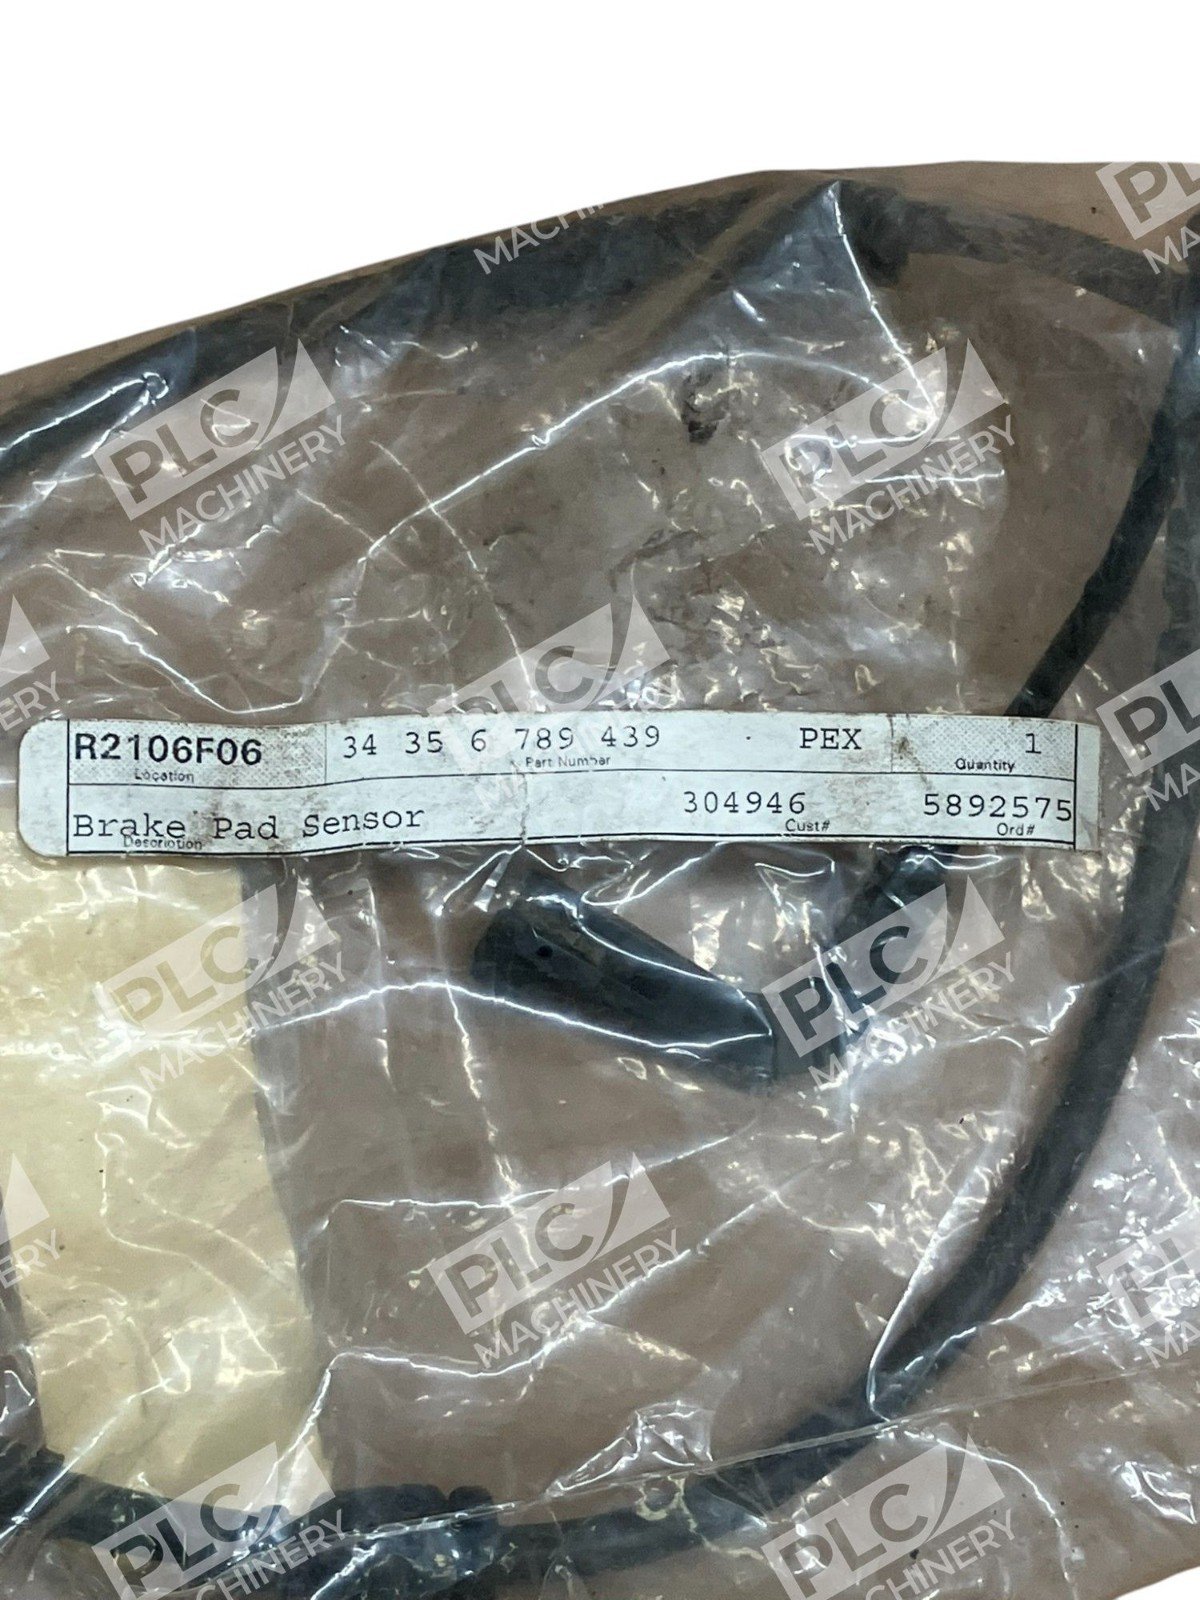 R2106F06 34 35 6 789 439 PEX 1
Location Part Number Quantity
Brake Pad Sensor 304946 5892575
Description Cust# Ord#
PLC MACHINERY